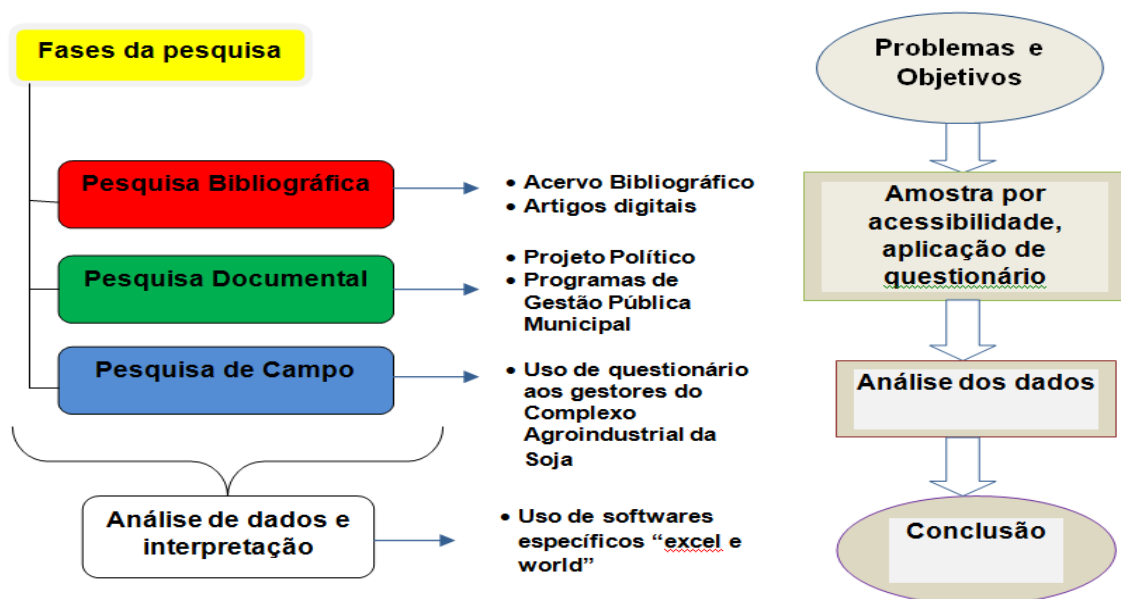 Fases da pesquisa
Pesquisa Bibliográfica
• Acervo Bibliográfico
• Artigos digitais
Pesquisa Documental
• Projeto Político
• Programas de
Gestão Pública
Municipal
Pesquisa de Campo
• Uso de questionário
aos gestores do
Complexo
Agroindustrial da
Soja
Análise de dados e
interpretação
• Uso de softwares
específicos “excel e
world”
Problemas e
Objetivos
Amostra por
acessibilidade,
aplicação de
questionário
Análise dos dados
Conclusão